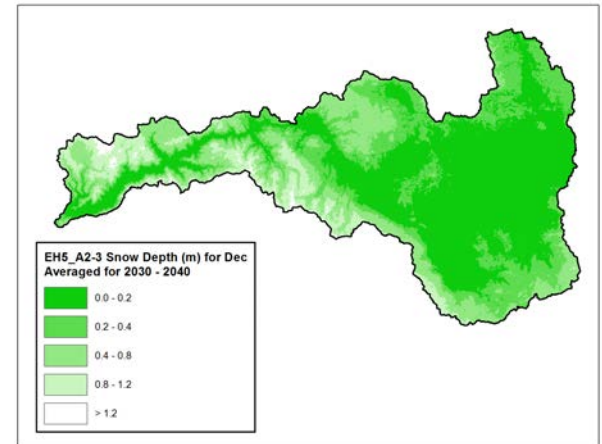 EH5_A2-3 Snow Depth (m) for Dec
Averaged for 2030 - 2040
0.0 - 0.2
0.2 - 0.4
0.4 - 0.8
0.8 - 1.2
> 1.2